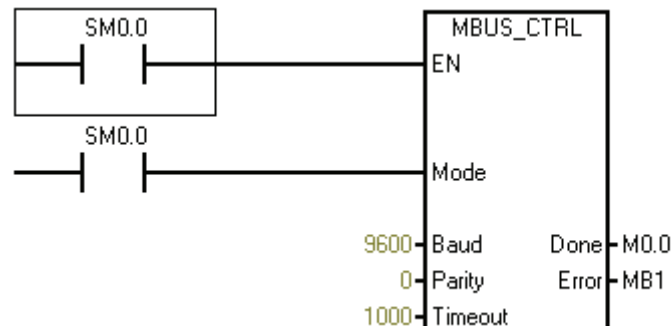 SM0.0
MBUS_CTRL
EN
SM0.0
Mode
9600 Baud Done M0.0
0 Parity Error MB1
1000 Timeout